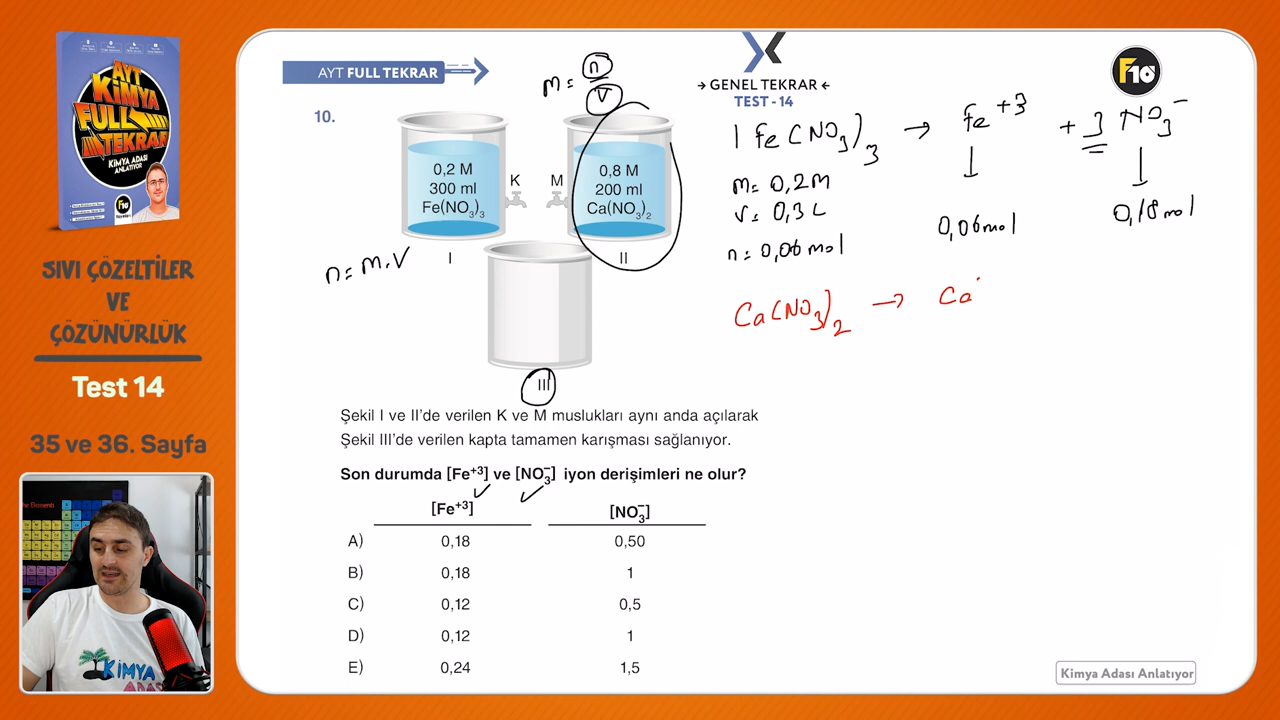 AYT
KİMYA
FULL
TEKRAR
KİMYA ADASI
ANLATIYOR
F10
SIVI ÇÖZELTİLER
VE
ÇÖZÜNÜRLÜK
Test 14
35 ve 36. Sayfa
KİMYA
ADASI
AYT FULL TEKRAR
GENEL TEKRAR
TEST - 14
F10
10.
m = n / V
0,2 M
300 ml
Fe(NO₃)₃
K
M
0,8 M
200 ml
Ca(NO₃)₂
I
II
III
n = m.V
1 Fe(NO₃)₃ → Fe⁺³ + 3 NO₃⁻
m = 0,2M
V = 0,3L
n = 0,06 mol
0,06 mol
0,18 mol
Ca(NO₃)₂ → Ca
Şekil I ve II'de verilen K ve M muslukları aynı anda açılarak
Şekil III'de verilen kapta tamamen karışması sağlanıyor.
Son durumda [Fe⁺³] ve [NO₃⁻] iyon derişimleri ne olur?
[Fe⁺³] [NO₃⁻]
A) 0,18 0,50
B) 0,18 1
C) 0,12 0,5
D) 0,12 1
E) 0,24 1,5
Kimya Adası Anlatıyor